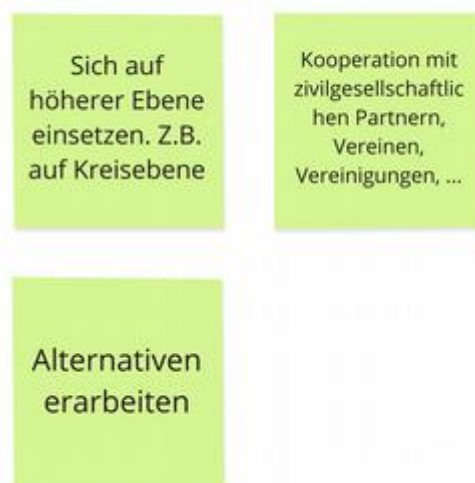 Sich auf
höherer Ebene
einsetzen. Z.B.
auf Kreisebene
Kooperation mit
zivilgesellschaftlic
hen Partnern,
Vereinen,
Vereinigungen, ...
Alternativen
erarbeiten